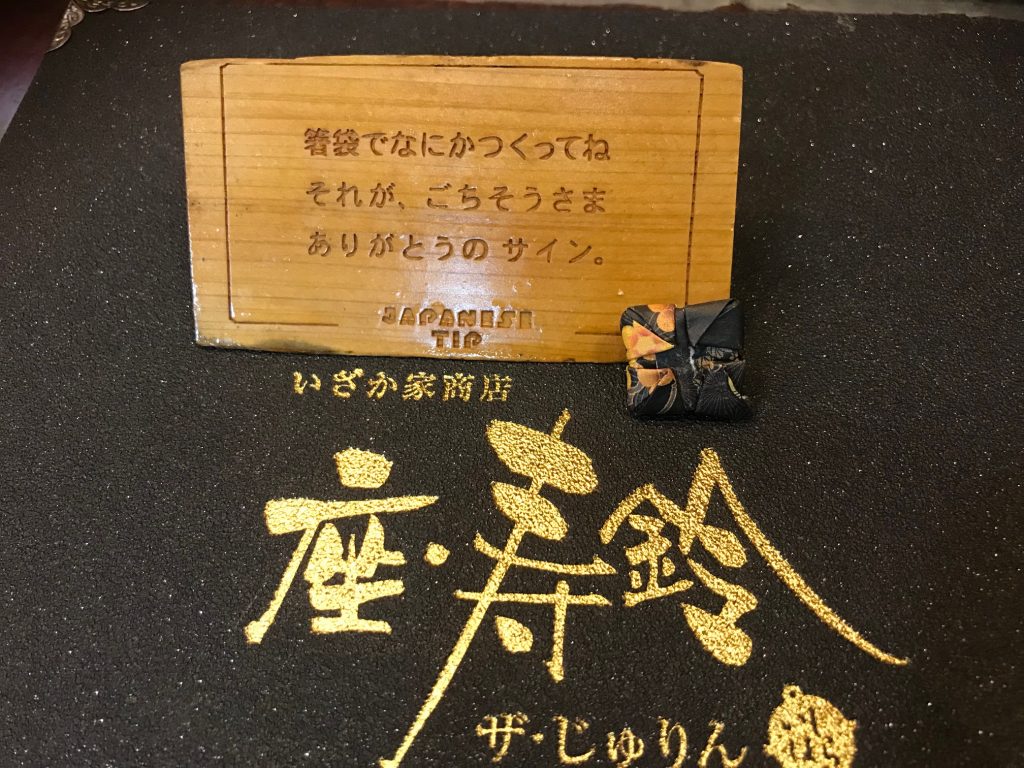 箸袋でなにかつくってね
それが、ごちそうさま
ありがとうの サイン。
JAPANESE
TIP
いざか家商店
座・寿鈴
ザ・じゅりん